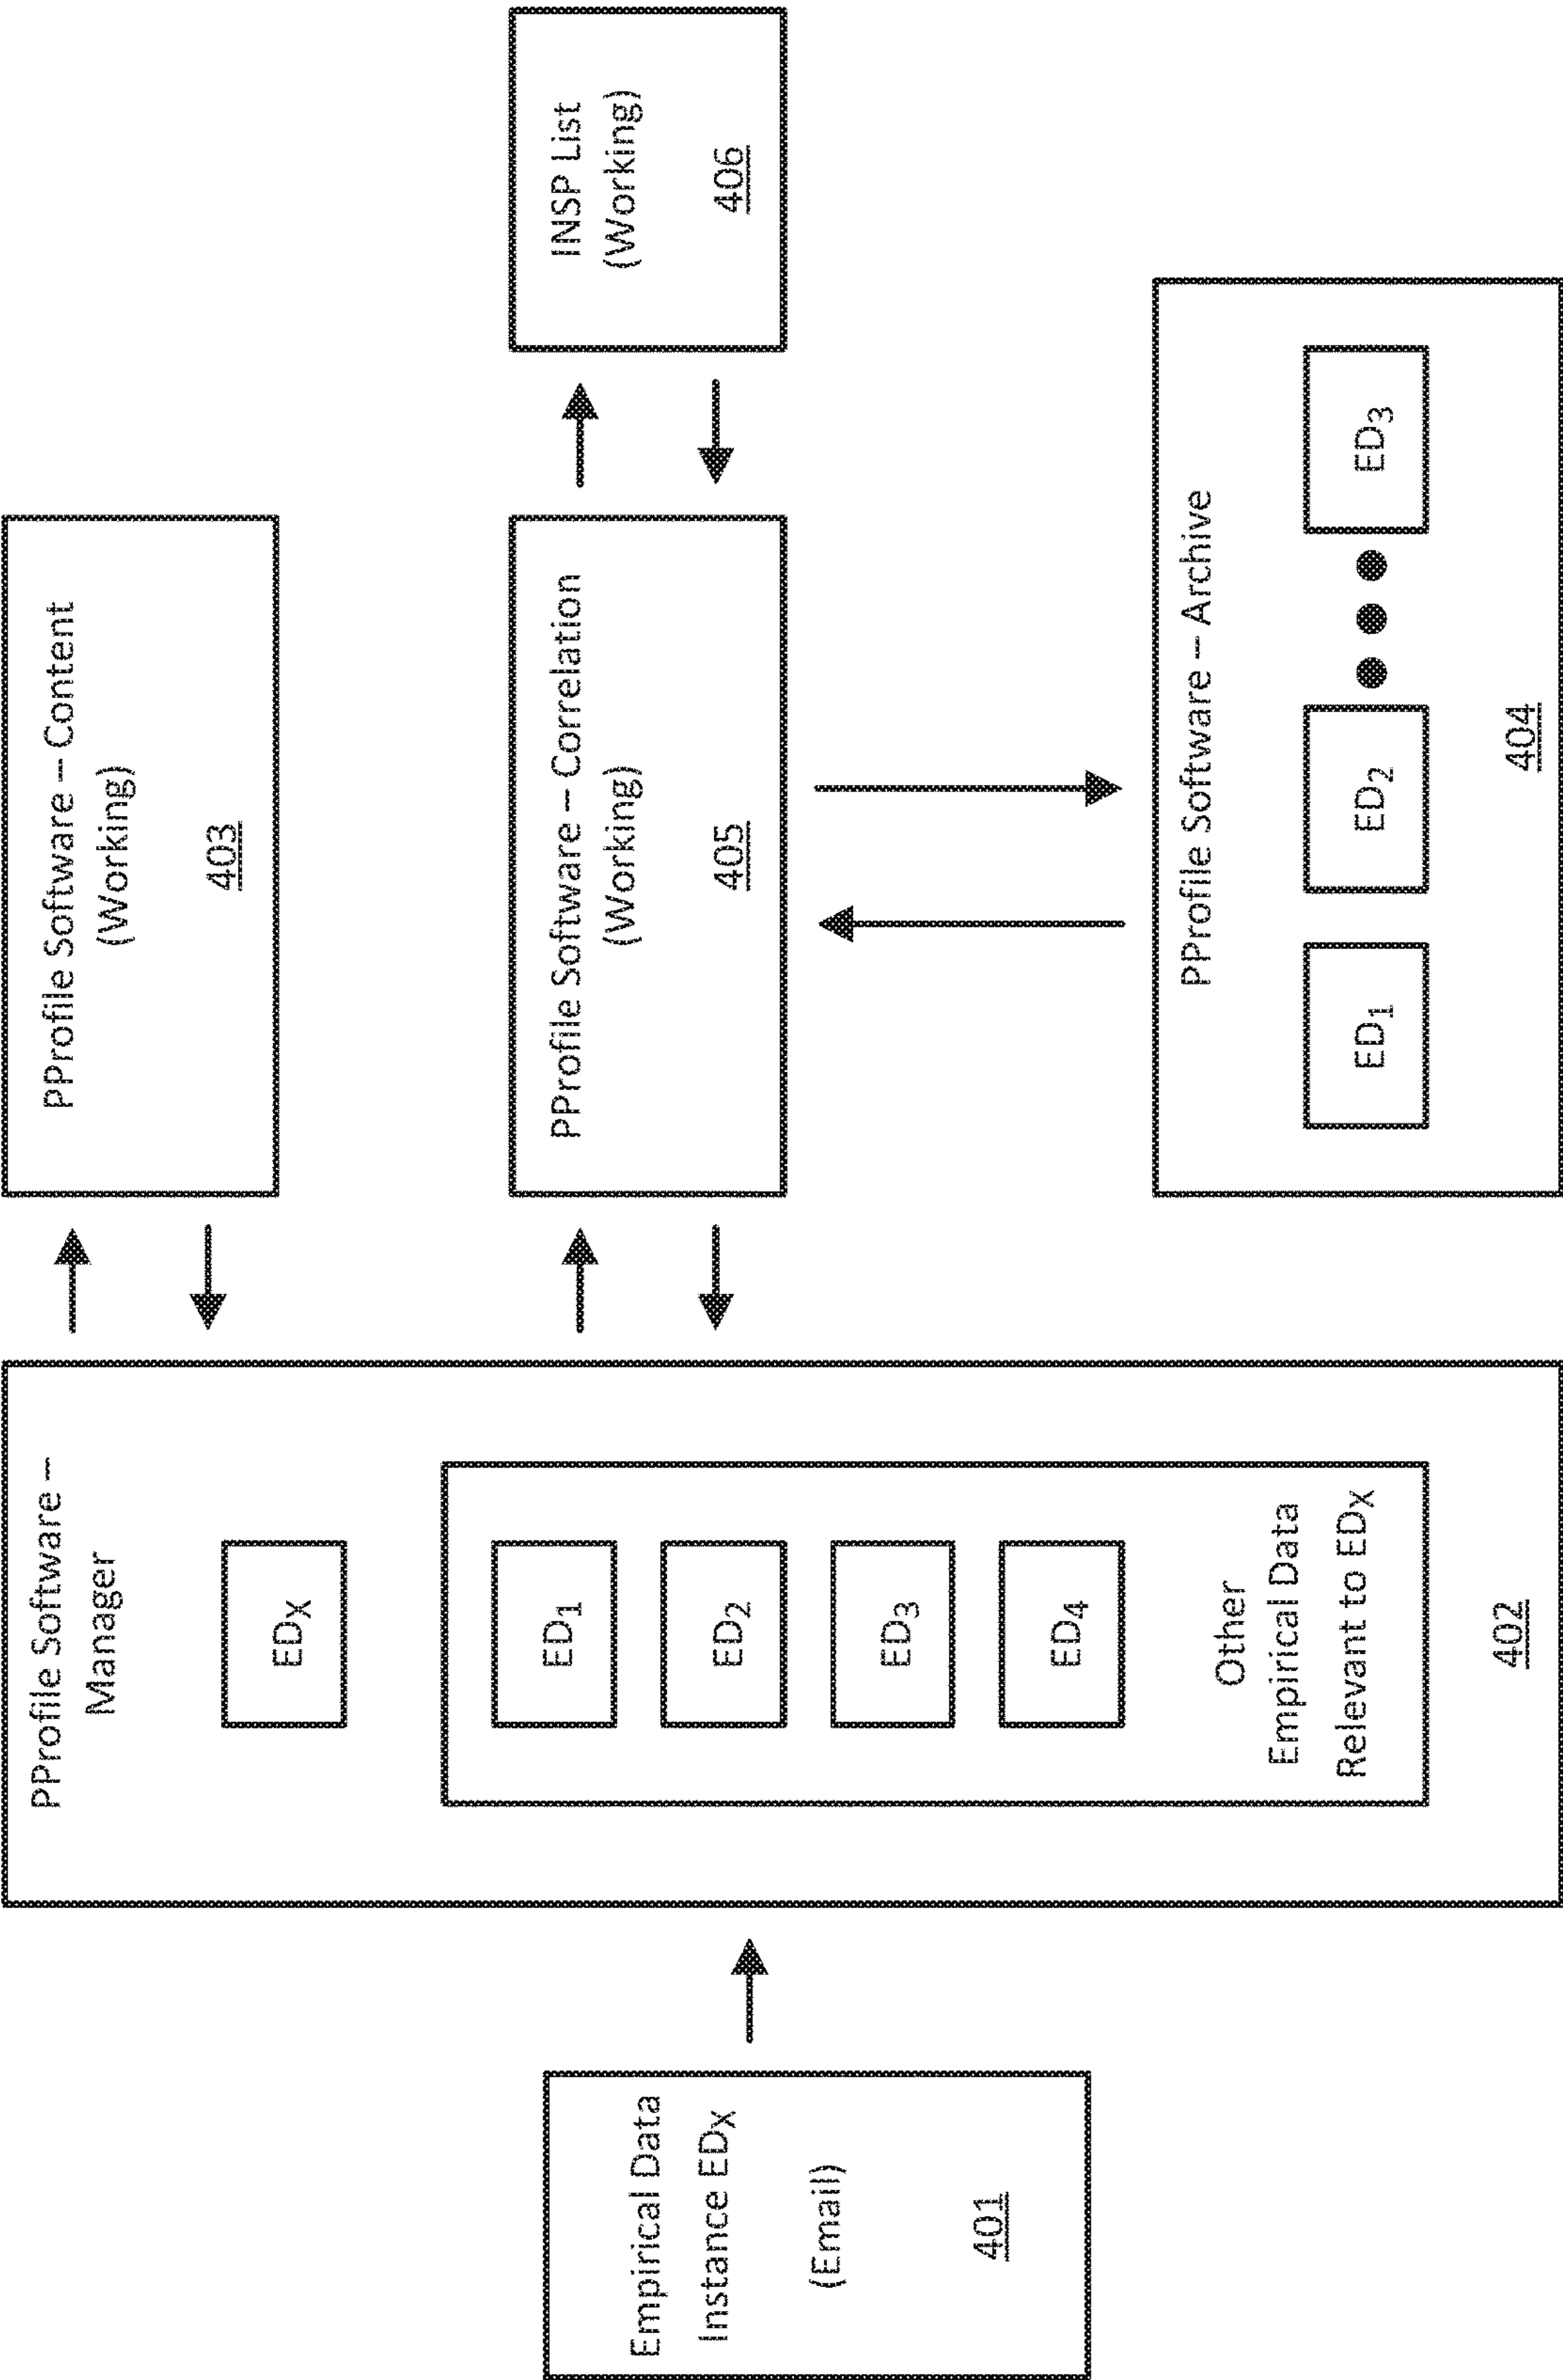 Empirical Data
Instance EDX
(Email)
401
PProfile Software –
Manager
EDX
ED1
ED2
ED3
ED4
Other
Empirical Data
Relevant to EDX
402
PProfile Software – Content
(Working)
403
PProfile Software – Correlation
(Working)
405
INSP List
(Working)
406
PProfile Software – Archive
ED1
ED2
ED3
404